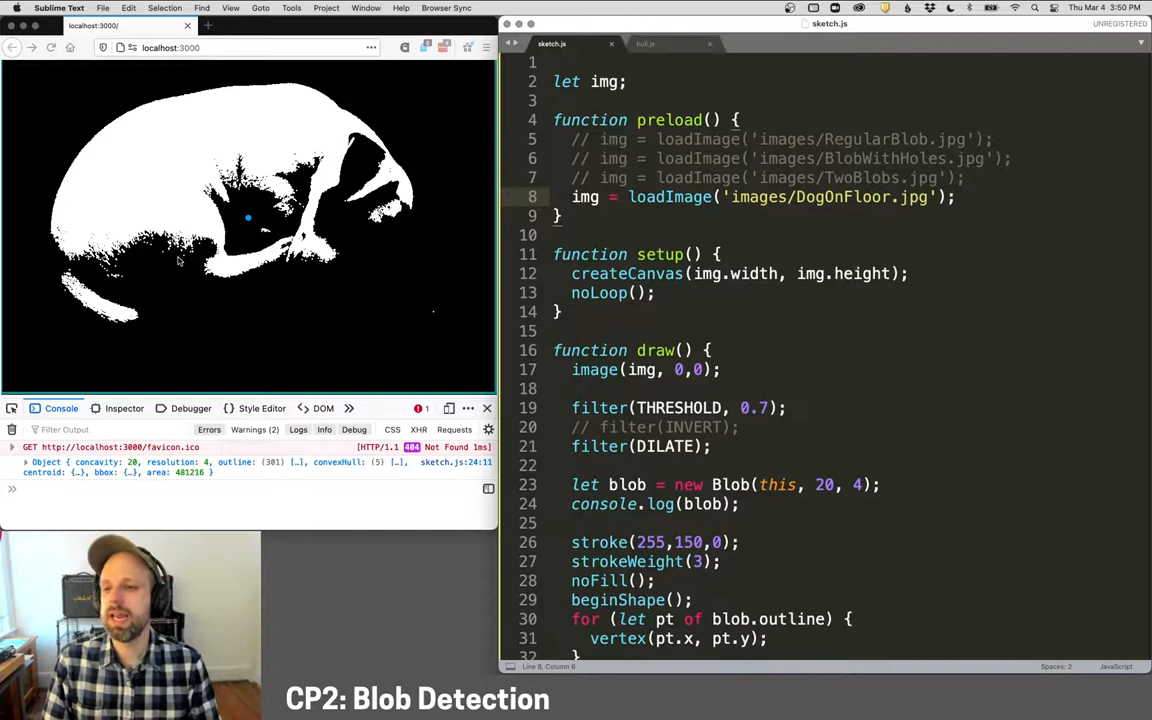 Sublime Text File Edit Selection Find View Goto Tools Project Window Help Browser Sync
Thu Mar 4 3:50 PM
localhost:3000/
localhost:3000
sketch.js
UNREGISTERED
sketch.js
hull.js
1
2 let img;
3
4 function preload() {
5 // img = loadImage('images/RegularBlob.jpg');
6 // img = loadImage('images/BlobWithHoles.jpg');
7 // img = loadImage('images/TwoBlobs.jpg');
8 img = loadImage('images/DogOnFloor.jpg');
9 }
10
11 function setup() {
12 createCanvas(img.width, img.height);
13 noLoop();
14 }
15
16 function draw() {
17 image(img, 0,0);
18
19 filter(THRESHOLD, 0.7);
20 // filter(INVERT);
21 filter(DILATE);
22
23 let blob = new Blob(this, 20, 4);
24 console.log(blob);
25
26 stroke(255,150,0);
27 strokeWeight(3);
28 noFill();
29 beginShape();
30 for (let pt of blob.outline) {
31 vertex(pt.x, pt.y);
32 }
Line 8, Column 6
Spaces: 2
JavaScript
Console Inspector Debugger Style Editor DOM 1
Filter Output Errors Warnings (2) Logs Info Debug CSS XHR Requests
GET http://localhost:3000/favicon.ico [HTTP/1.1 404 Not Found 1ms]
Object { concavity: 20, resolution: 4, outline: (301) […], convexHull: (5) […], sketch.js:24:11
centroid: {…}, bbox: {…}, area: 481216 }
CP2: Blob Detection